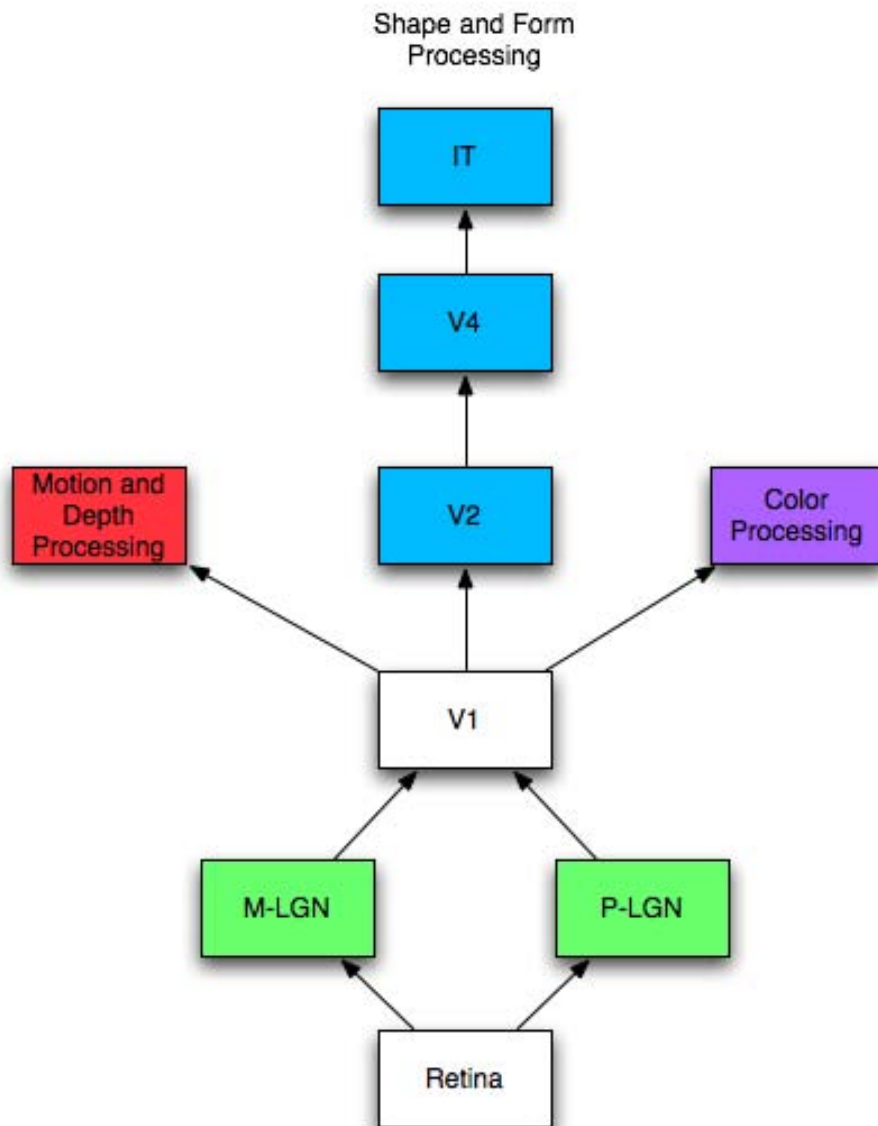 Shape and Form
Processing
IT
V4
Motion and
Depth
Processing
V2
Color
Processing
V1
M-LGN
P-LGN
Retina